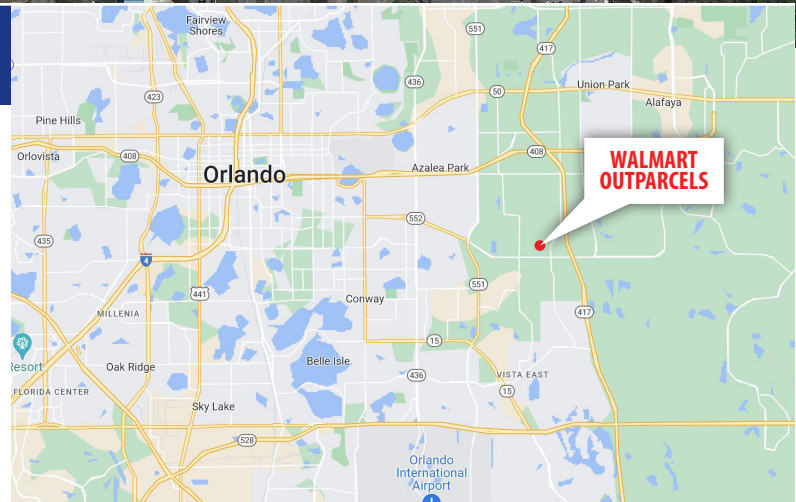 Fairview
Shores
551
417
436
Union Park
50
423
Alafaya
Pine Hills
408
WALMART
OUTPARCELS
Orlovista
408
Azalea Park
Orlando
552
435
4
551
441
Conway
417
MILLENIA
15
Resort
Oak Ridge
Belle Isle
436
VISTA EAST
15
FLORIDA CENTER
Sky Lake
528
Orlando
International
Airport